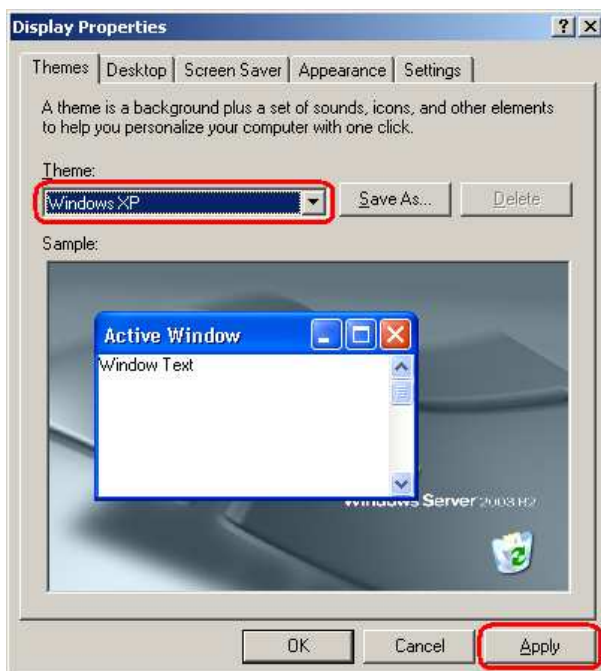 Display Properties
Themes Desktop Screen Saver Appearance Settings
A theme is a background plus a set of sounds, icons, and other elements
to help you personalize your computer with one click.
Theme:
Windows XP
Save As...
Delete
Sample:
Active Window
Window Text
Windows Server 2003 R2
OK
Cancel
Apply